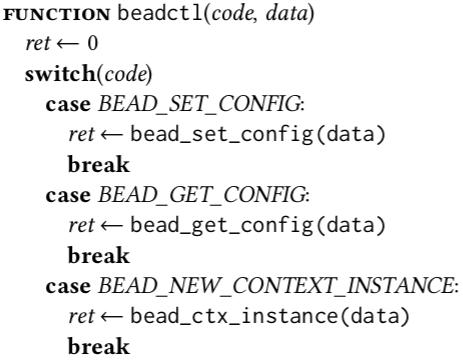 FUNCTION beadctl(code, data)
ret ← 0
switch(code)
case BEAD_SET_CONFIG:
ret ← bead_set_config(data)
break
case BEAD_GET_CONFIG:
ret ← bead_get_config(data)
break
case BEAD_NEW_CONTEXT_INSTANCE:
ret ← bead_ctx_instance(data)
break